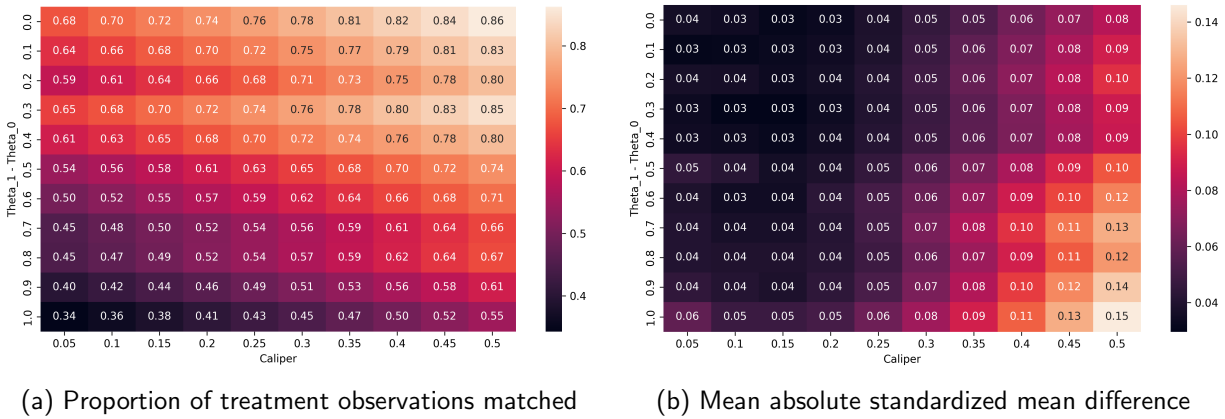 0.0 0.68 0.70 0.72 0.74 0.76 0.78 0.81 0.82 0.84 0.86
0.1 0.64 0.66 0.68 0.70 0.72 0.75 0.77 0.79 0.81 0.83
0.2 0.59 0.61 0.64 0.66 0.68 0.71 0.73 0.75 0.78 0.80
0.3 0.65 0.68 0.70 0.72 0.74 0.76 0.78 0.80 0.83 0.85
0.4 0.61 0.63 0.65 0.68 0.70 0.72 0.74 0.76 0.78 0.80
0.5 0.54 0.56 0.58 0.61 0.63 0.65 0.68 0.70 0.72 0.74
0.6 0.50 0.52 0.55 0.57 0.59 0.62 0.64 0.66 0.68 0.71
0.7 0.45 0.48 0.50 0.52 0.54 0.56 0.59 0.61 0.64 0.66
0.8 0.45 0.47 0.49 0.52 0.54 0.57 0.59 0.62 0.64 0.67
0.9 0.40 0.42 0.44 0.46 0.49 0.51 0.53 0.56 0.58 0.61
1.0 0.34 0.36 0.38 0.41 0.43 0.45 0.47 0.50 0.52 0.55
0.05 0.1 0.15 0.2 0.25 0.3 0.35 0.4 0.45 0.5
Caliper
Theta_1 - Theta_0
0.8
0.7
0.6
0.5
0.4
(a) Proportion of treatment observations matched
0.0 0.04 0.03 0.03 0.03 0.04 0.05 0.05 0.06 0.07 0.08
0.1 0.03 0.03 0.03 0.03 0.04 0.05 0.06 0.07 0.08 0.09
0.2 0.04 0.04 0.03 0.04 0.04 0.05 0.06 0.07 0.08 0.10
0.3 0.03 0.03 0.03 0.03 0.04 0.05 0.06 0.07 0.08 0.09
0.4 0.03 0.03 0.04 0.04 0.04 0.05 0.06 0.07 0.08 0.09
0.5 0.05 0.04 0.04 0.04 0.05 0.06 0.07 0.08 0.09 0.10
0.6 0.04 0.03 0.03 0.04 0.05 0.06 0.07 0.09 0.10 0.12
0.7 0.04 0.04 0.04 0.04 0.05 0.07 0.08 0.10 0.11 0.13
0.8 0.04 0.04 0.04 0.04 0.05 0.06 0.07 0.09 0.11 0.12
0.9 0.04 0.04 0.04 0.04 0.05 0.07 0.08 0.10 0.12 0.14
1.0 0.06 0.05 0.05 0.05 0.06 0.08 0.09 0.11 0.13 0.15
0.05 0.1 0.15 0.2 0.25 0.3 0.35 0.4 0.45 0.5
Caliper
Theta_1 - Theta_0
0.14
0.12
0.10
0.08
0.06
0.04
(b) Mean absolute standardized mean difference